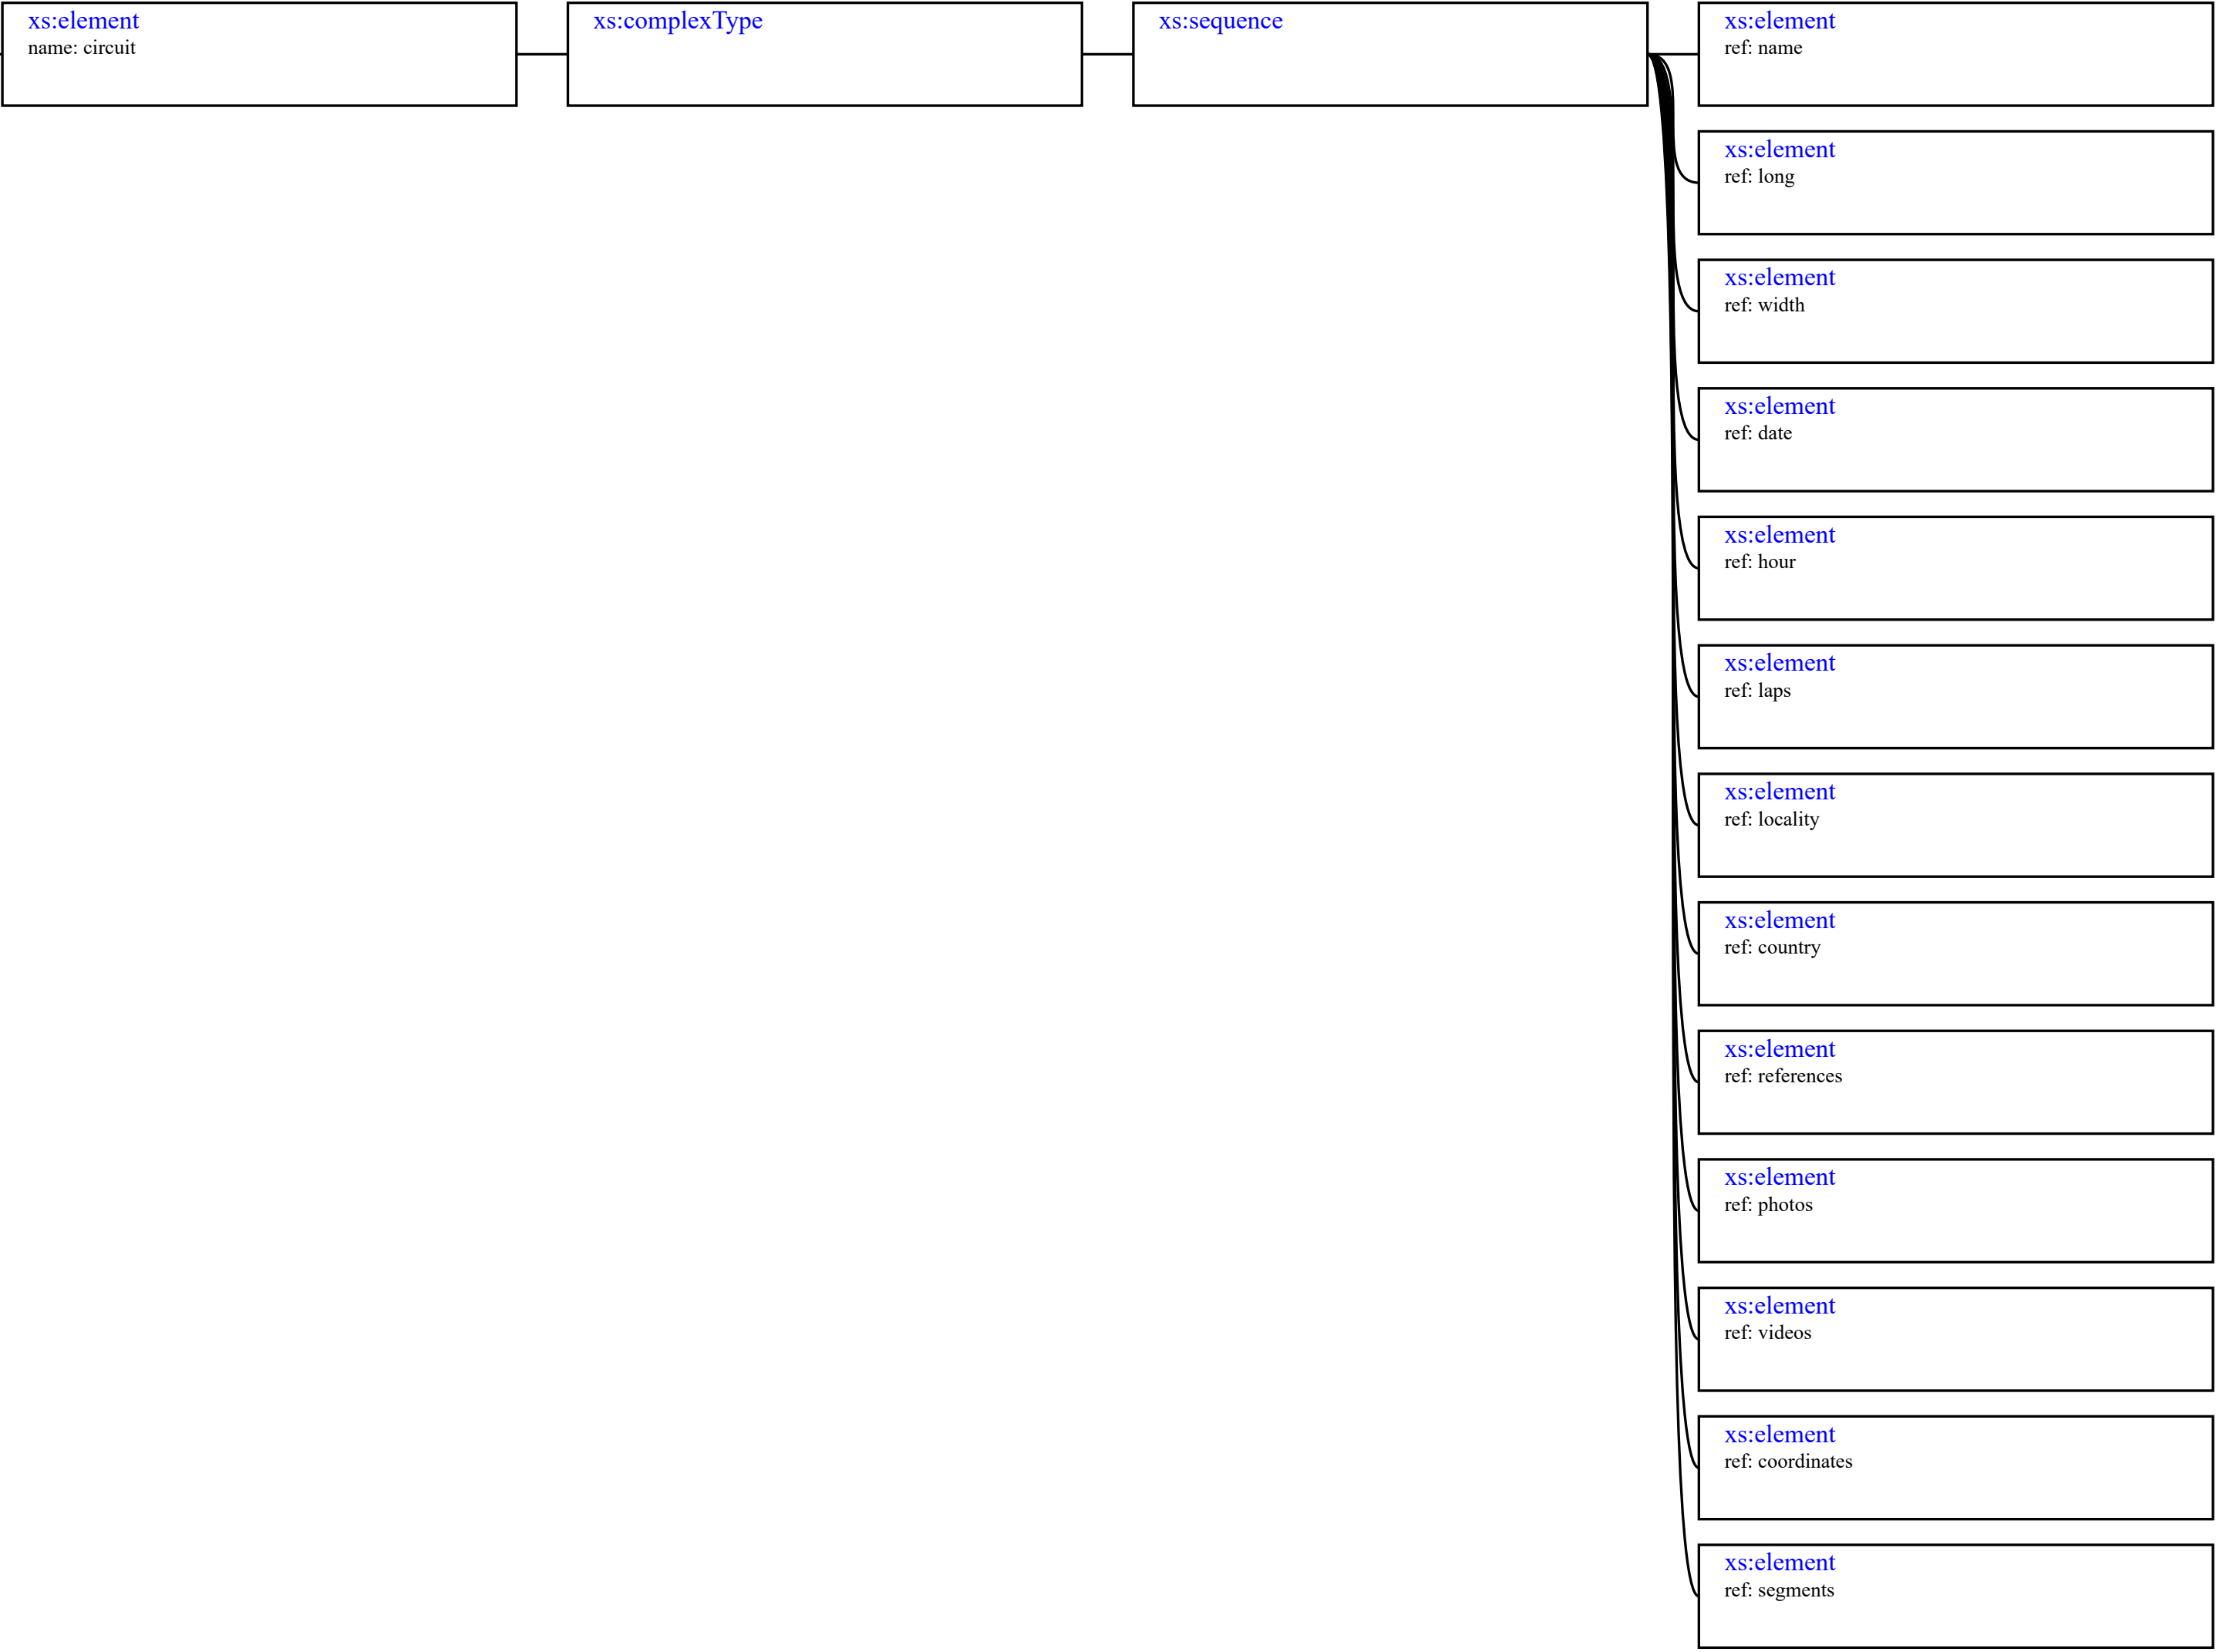 xs:element
name: circuit
xs:complexType
xs:sequence
xs:element
ref: name
xs:element
ref: long
xs:element
ref: width
xs:element
ref: date
xs:element
ref: hour
xs:element
ref: laps
xs:element
ref: locality
xs:element
ref: country
xs:element
ref: references
xs:element
ref: photos
xs:element
ref: videos
xs:element
ref: coordinates
xs:element
ref: segments